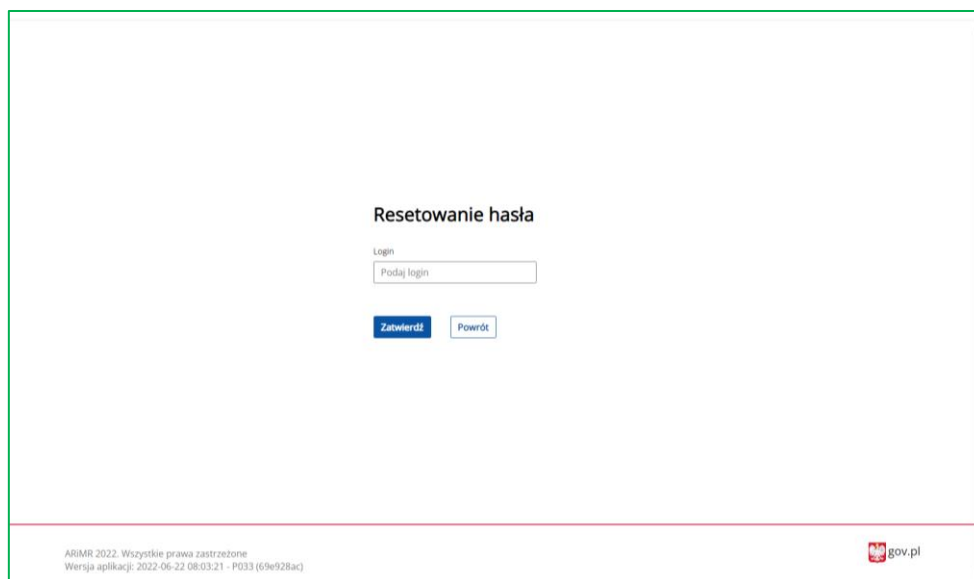 Resetowanie hasła
Login
Podaj login
Zatwierdź
Powrót
ARiMR 2022. Wszystkie prawa zastrzeżone
Wersja aplikacji: 2022-06-22 08:03:21 - P033 (69e928ac)
gov.pl